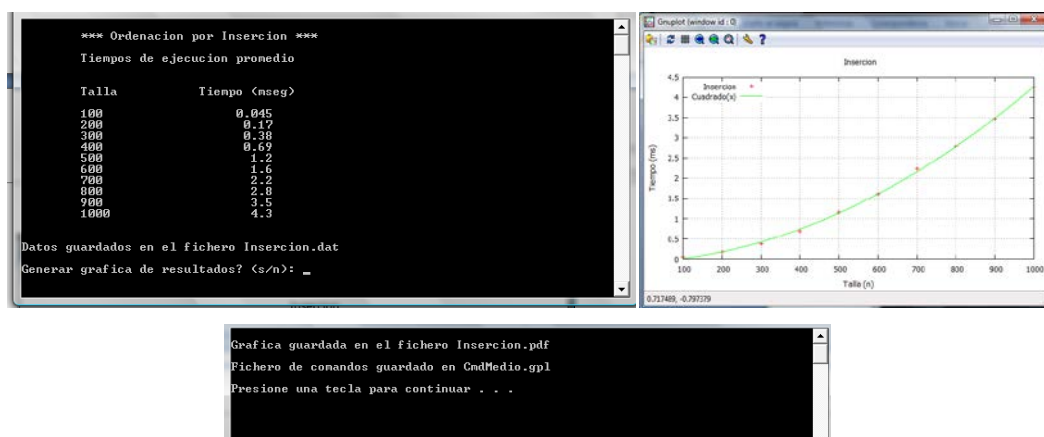 *** Ordenacion por Insercion ***
Tiempos de ejecucion promedio
Talla Tiempo (mseg)
100 0.045
200 0.17
300 0.38
400 0.69
500 1.2
600 1.6
700 2.2
800 2.8
900 3.5
1000 4.3
Datos guardados en el fichero Insercion.dat
Generar grafica de resultados? (s/n): _
Gnuplot (window id : 0)
Insercion
Insercion
Cuadrado(x)
4.5
4
3.5
3
2.5
2
1.5
1
0.5
0
Tiempo (ms)
100 200 300 400 500 600 700 800 900 1000
Talla (n)
0.717489, -0.797379
Grafica guardada en el fichero Insercion.pdf
Fichero de comandos guardado en CmdMedio.gpl
Presione una tecla para continuar . . .